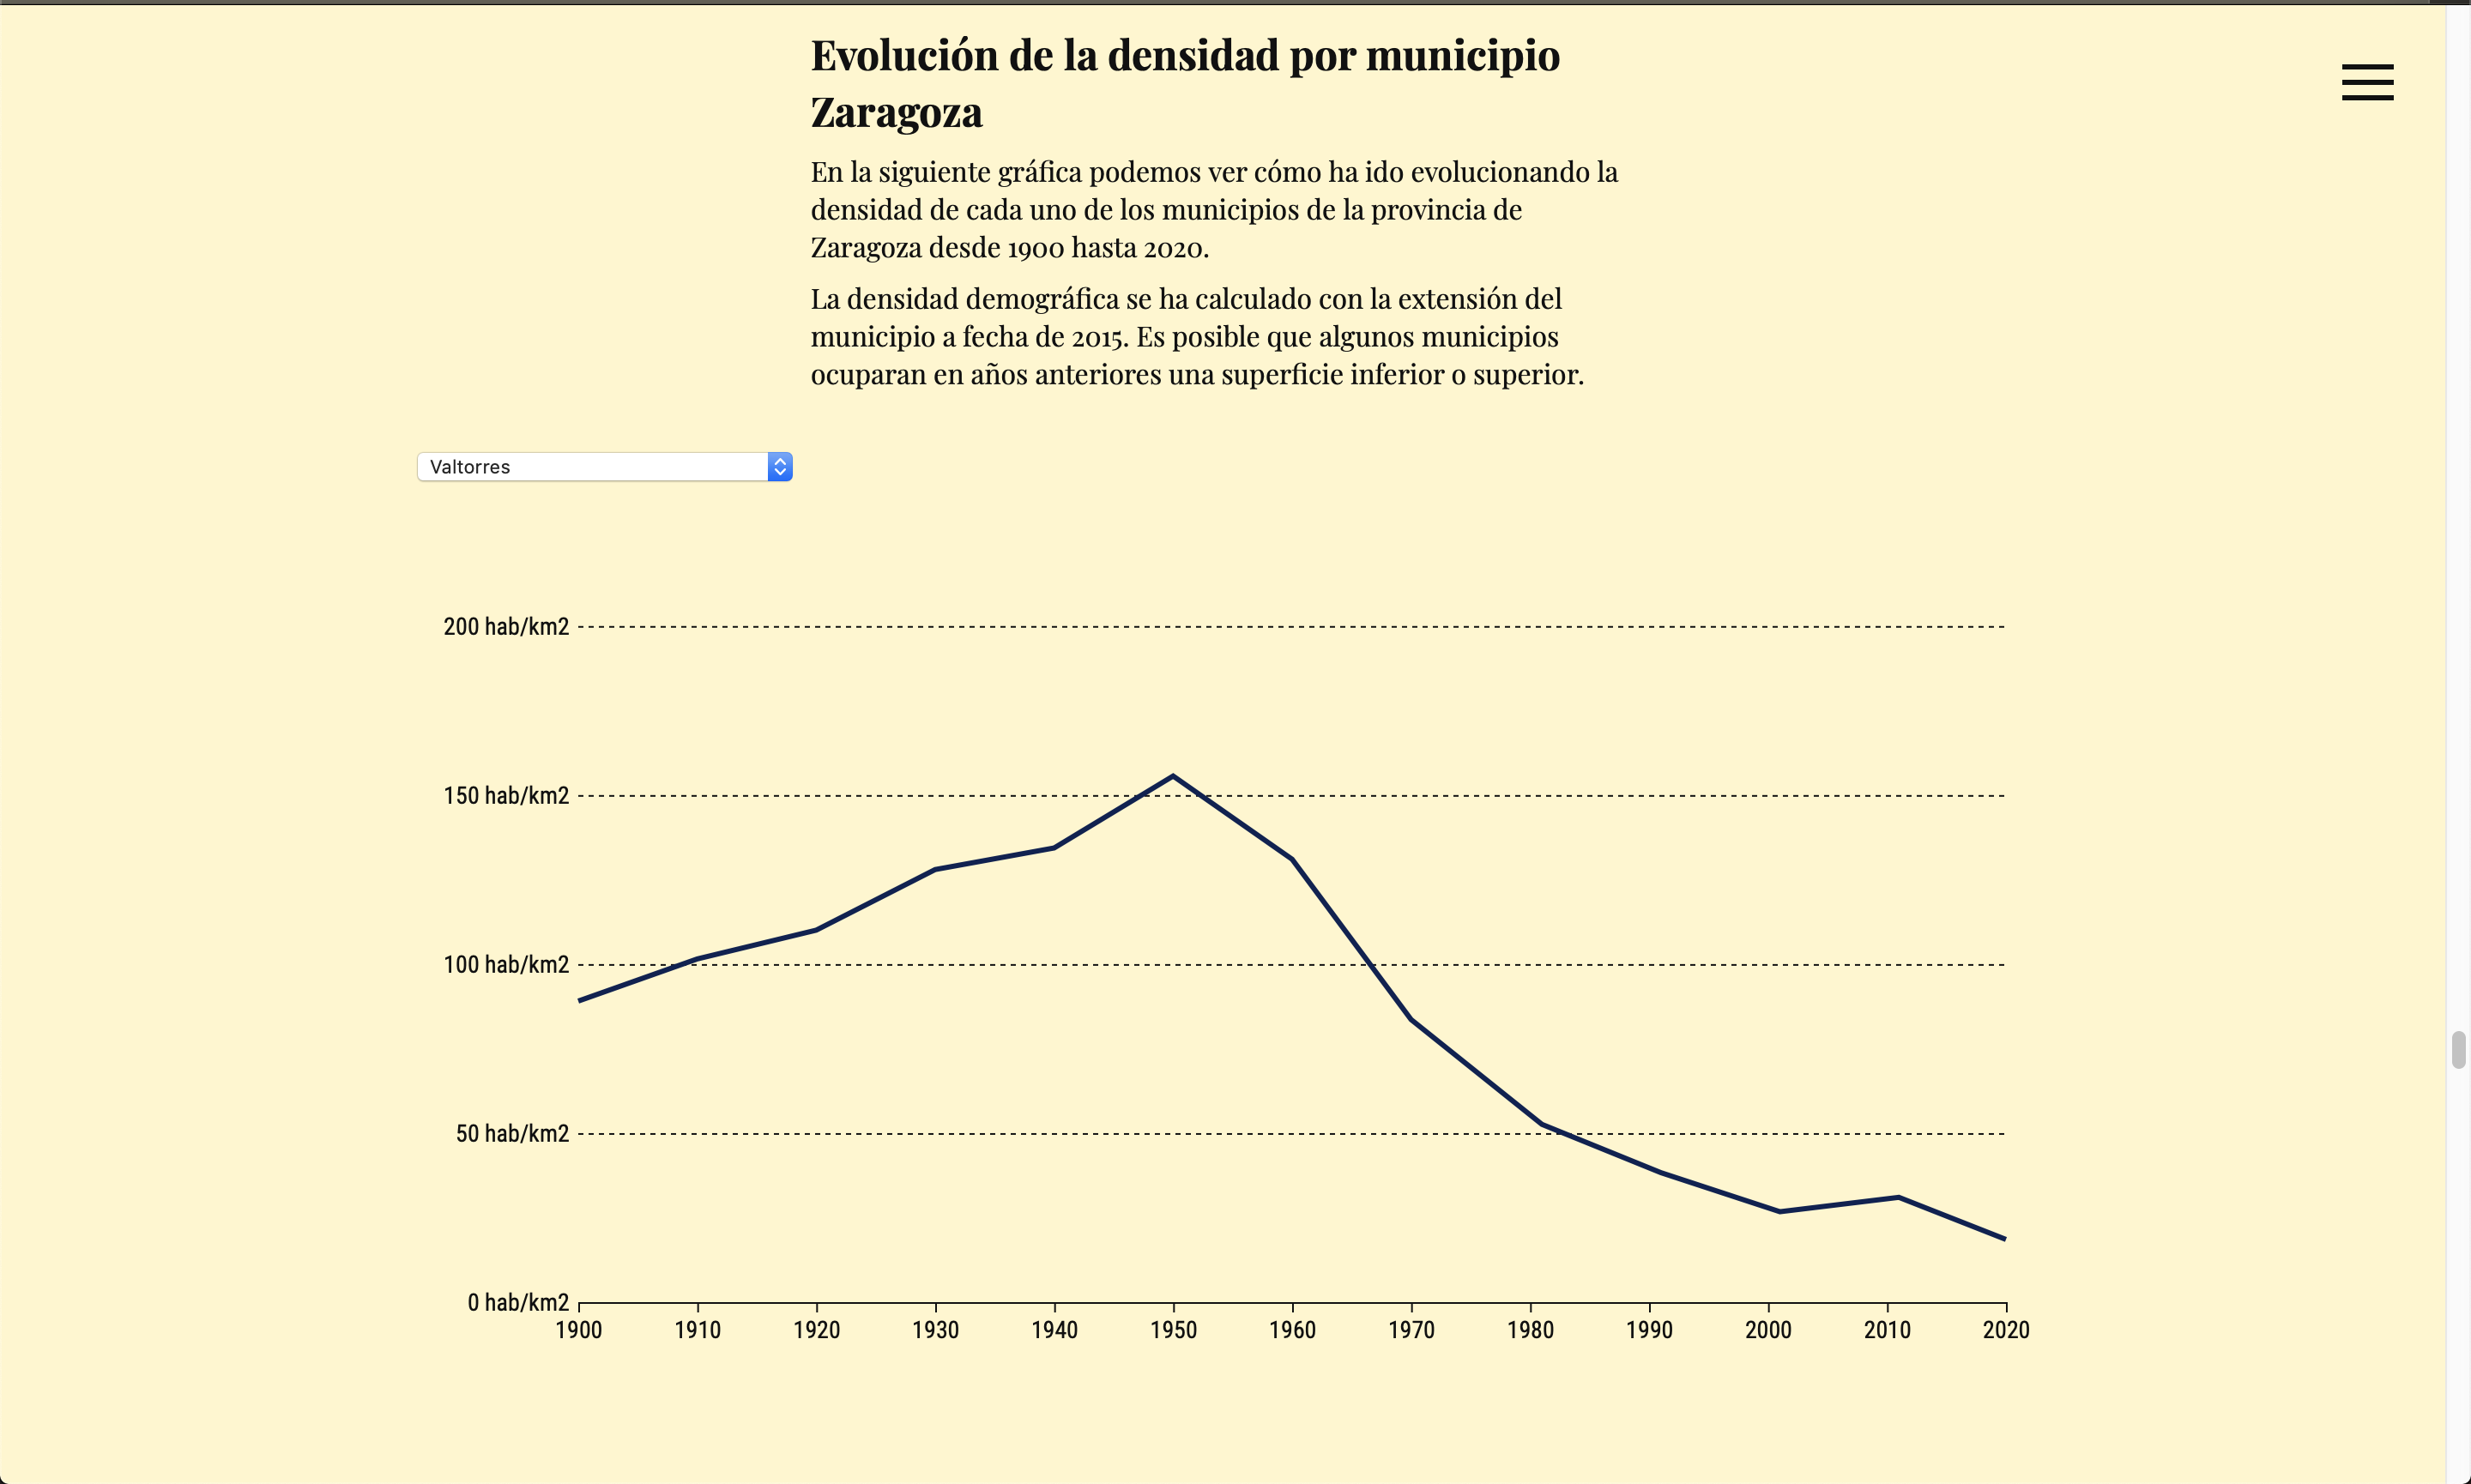 Evolución de la densidad por municipio
Zaragoza
En la siguiente gráfica podemos ver cómo ha ido evolucionando la
densidad de cada uno de los municipios de la provincia de
Zaragoza desde 1900 hasta 2020.
La densidad demográfica se ha calculado con la extensión del
municipio a fecha de 2015. Es posible que algunos municipios
ocuparan en años anteriores una superficie inferior o superior.
Valtorres
200 hab/km2
150 hab/km2
100 hab/km2
50 hab/km2
0 hab/km2
1900 1910 1920 1930 1940 1950 1960 1970 1980 1990 2000 2010 2020